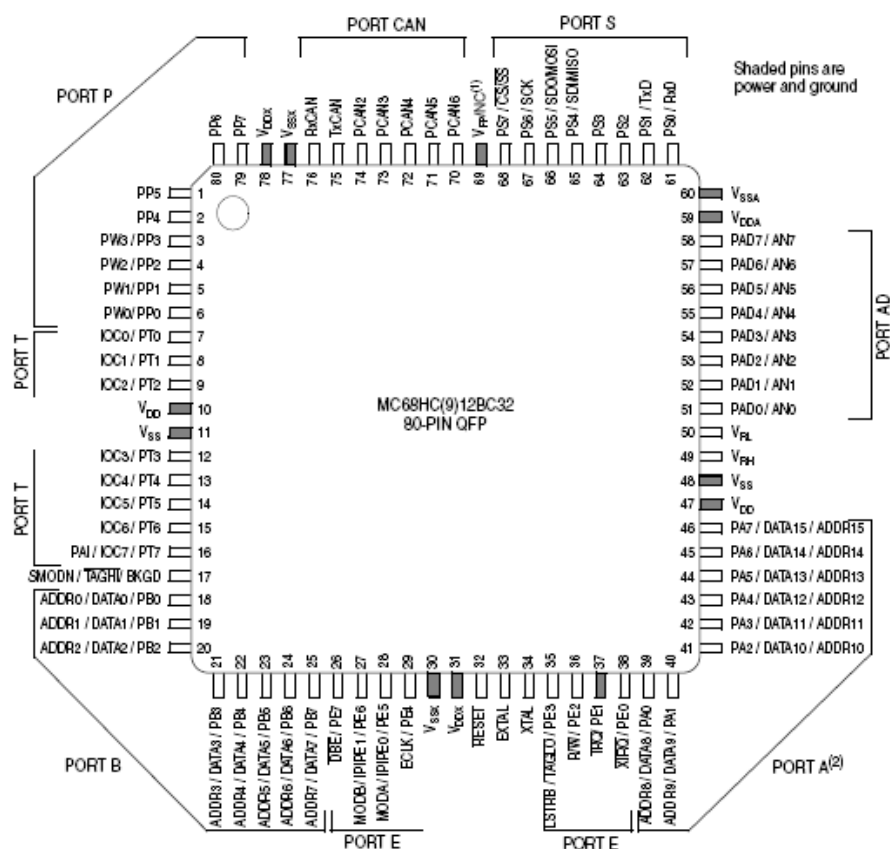 PORT CAN
PORT S
PORT P
Shaded pins are
power and ground
PP6
PP7
VDDX
VSSX
RxCAN
TxCAN
PCAN2
PCAN3
PCAN4
PCAN5
PCAN6
VFP/NC(1)
PS7 / CS/SS
PS6 / SCK
PS5 / SDO/MOSI
PS4 / SDI/MISO
PS3
PS2
PS1 / TxD
PS0 / RxD
80 79 78 77 76 75 74 73 72 71 70 69 68 67 66 65 64 63 62 61
PP5 1
PP4 2
PW3 / PP3 3
PW2 / PP2 4
PW1 / PP1 5
PW0 / PP0 6
PORT T
IOC0 / PT0 7
IOC1 / PT1 8
IOC2 / PT2 9
VDD 10
VSS 11
PORT T
IOC3 / PT3 12
IOC4 / PT4 13
IOC5 / PT5 14
IOC6 / PT6 15
PAI / IOC7 / PT7 16
SMODN / TAGHI / BKGD 17
ADDR0 / DATA0 / PB0 18
ADDR1 / DATA1 / PB1 19
ADDR2 / DATA2 / PB2 20
MC68HC(9)12BC32
80-PIN QFP
60 VSSA
59 VDDA
58 PAD7 / AN7
57 PAD6 / AN6
56 PAD5 / AN5
55 PAD4 / AN4
54 PAD3 / AN3
53 PAD2 / AN2
52 PAD1 / AN1
51 PAD0 / AN0
PORT AD
50 VRL
49 VRH
48 VSS
47 VDD
46 PA7 / DATA15 / ADDR15
45 PA6 / DATA14 / ADDR14
44 PA5 / DATA13 / ADDR13
43 PA4 / DATA12 / ADDR12
42 PA3 / DATA11 / ADDR11
41 PA2 / DATA10 / ADDR10
21 22 23 24 25 26 27 28 29 30 31 32 33 34 35 36 37 38 39 40
ADDR3 / DATA3 / PB3
ADDR4 / DATA4 / PB4
ADDR5 / DATA5 / PB5
ADDR6 / DATA6 / PB6
ADDR7 / DATA7 / PB7
DBE / PE7
MODB / IPIPE1 / PE6
MODA / IPIPE0 / PE5
ECLK / PE4
VSSX
VDDX
RESET
EXTAL
XTAL
LSTRB / TAGLO / PE3
R/W / PE2
IRQ / PE1
XIRQ / PE0
ADDR8 / DATA8 / PA0
ADDR9 / DATA9 / PA1
PORT B
PORT A(2)
PORT E
PORT E